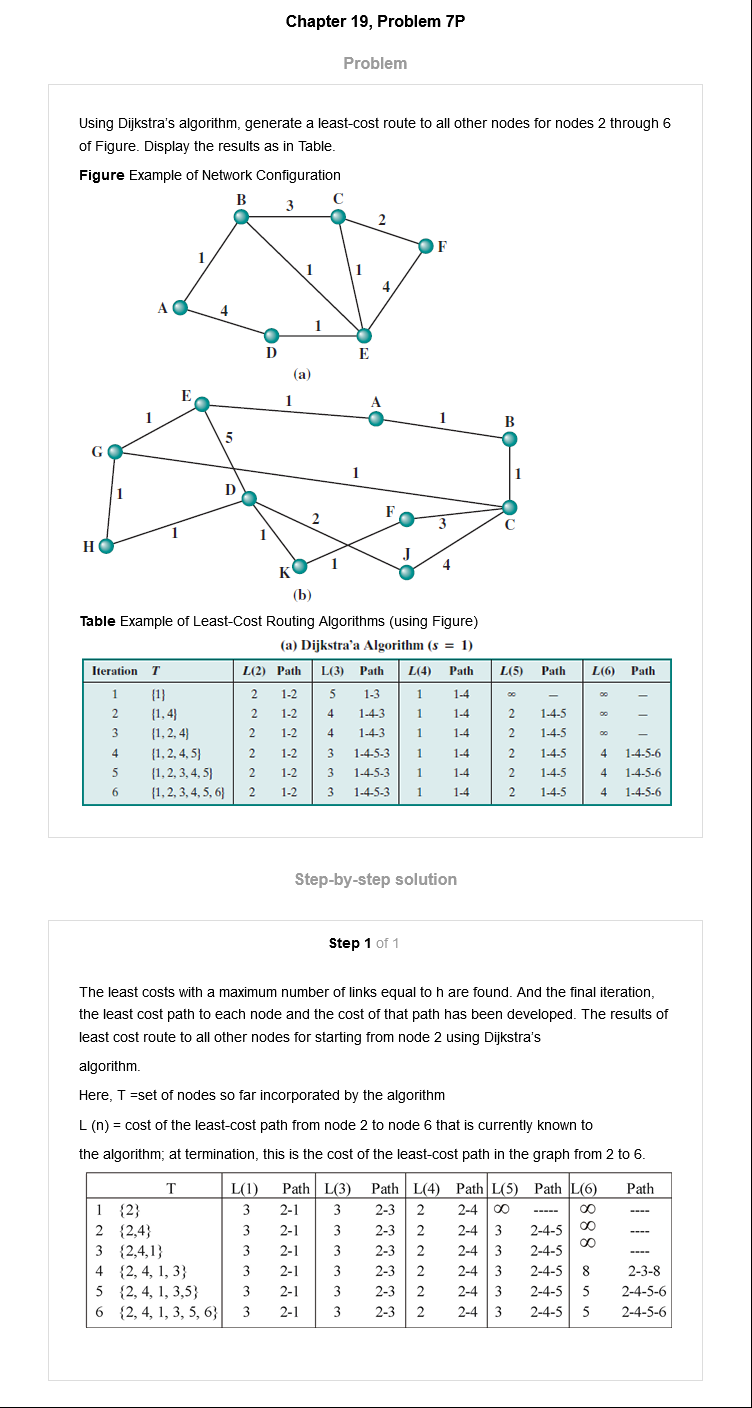 Chapter 19, Problem 7P
Problem
Using Dijkstra's algorithm, generate a least-cost route to all other nodes for nodes 2 through 6
of Figure. Display the results as in Table.
Figure Example of Network Configuration
B 3 C
2
F
1
1 1
4
A 4
1
D E
(a)
E 1 A
1 1 B
G 5
1 1
1 D
2 F 3 C
H 1 1
J
K 1 4
(b)
Table Example of Least-Cost Routing Algorithms (using Figure)
(a) Dijkstra'a Algorithm (s = 1)
Iteration T L(2) Path L(3) Path L(4) Path L(5) Path L(6) Path
1 {1} 2 1-2 5 1-3 1 1-4 ∞ — ∞ —
2 {1, 4} 2 1-2 4 1-4-3 1 1-4 2 1-4-5 ∞ —
3 {1, 2, 4} 2 1-2 4 1-4-3 1 1-4 2 1-4-5 ∞ —
4 {1, 2, 4, 5} 2 1-2 3 1-4-5-3 1 1-4 2 1-4-5 4 1-4-5-6
5 {1, 2, 3, 4, 5} 2 1-2 3 1-4-5-3 1 1-4 2 1-4-5 4 1-4-5-6
6 {1, 2, 3, 4, 5, 6} 2 1-2 3 1-4-5-3 1 1-4 2 1-4-5 4 1-4-5-6
Step-by-step solution
Step 1 of 1
The least costs with a maximum number of links equal to h are found. And the final iteration,
the least cost path to each node and the cost of that path has been developed. The results of
least cost route to all other nodes for starting from node 2 using Dijkstra's
algorithm.
Here, T =set of nodes so far incorporated by the algorithm
L (n) = cost of the least-cost path from node 2 to node 6 that is currently known to
the algorithm; at termination, this is the cost of the least-cost path in the graph from 2 to 6.
T L(1) Path L(3) Path L(4) Path L(5) Path L(6) Path
1 {2} 3 2-1 3 2-3 2 2-4 ∞ ----- ∞ ----
2 {2,4} 3 2-1 3 2-3 2 2-4 3 2-4-5 ∞ ----
3 {2,4,1} 3 2-1 3 2-3 2 2-4 3 2-4-5 ∞ ----
4 {2, 4, 1, 3} 3 2-1 3 2-3 2 2-4 3 2-4-5 8 2-3-8
5 {2, 4, 1, 3,5} 3 2-1 3 2-3 2 2-4 3 2-4-5 5 2-4-5-6
6 {2, 4, 1, 3, 5, 6} 3 2-1 3 2-3 2 2-4 3 2-4-5 5 2-4-5-6